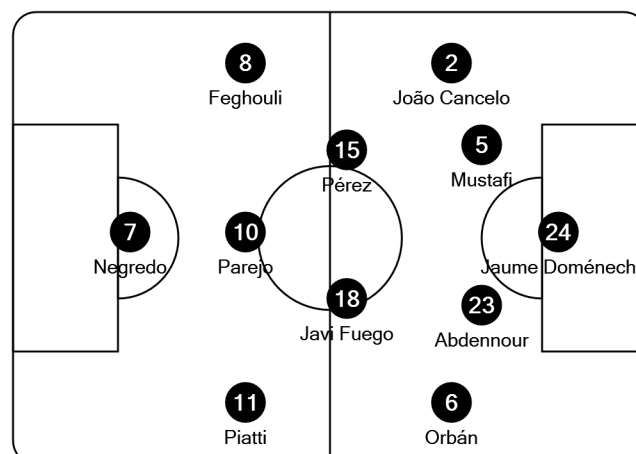 8
Feghouli
2
João Cancelo
15
Pérez
5
Mustafi
7
Negredo
10
Parejo
24
Jaume Doménech
18
Javi Fuego
23
Abdennour
11
Piatti
6
Orbán